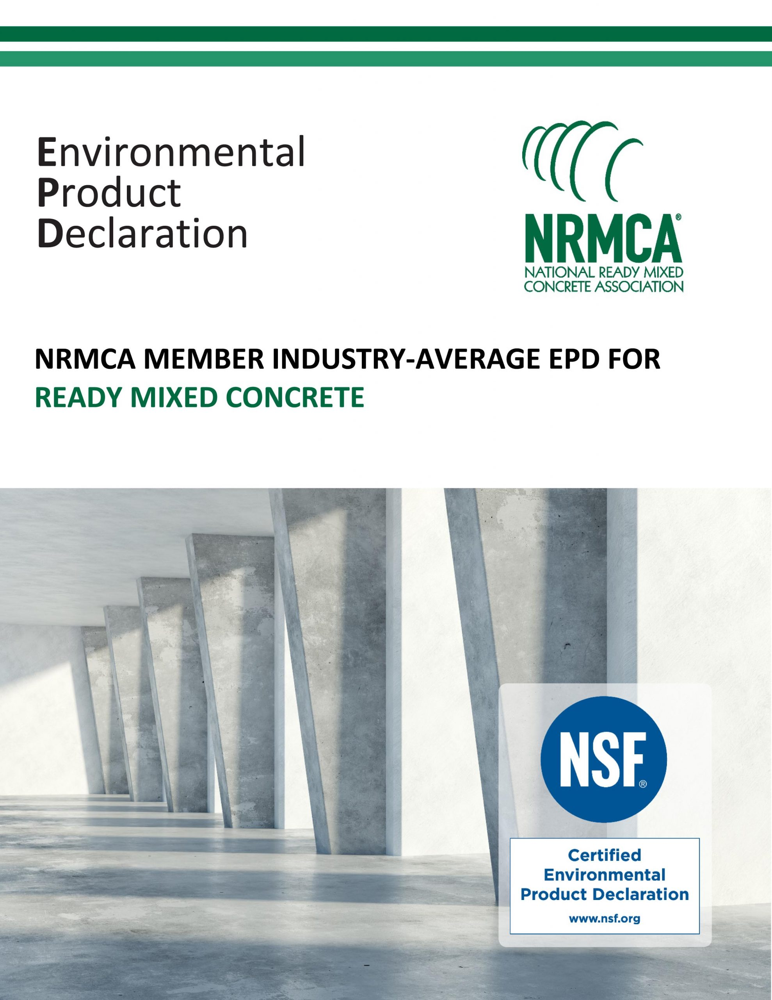 Environmental
Product
Declaration
NRMCA®
NATIONAL READY MIXED
CONCRETE ASSOCIATION
NRMCA MEMBER INDUSTRY-AVERAGE EPD FOR
READY MIXED CONCRETE
NSF®
Certified
Environmental
Product Declaration
www.nsf.org